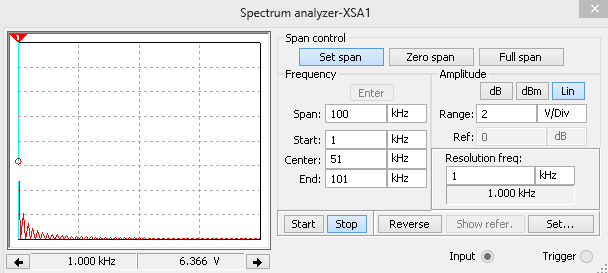 Spectrum analyzer-XSA1
1
Span control
Set span Zero span Full span
Frequency
Enter
Span: 100 kHz
Start: 1 kHz
Center: 51 kHz
End: 101 kHz
Amplitude
dB dBm Lin
Range: 2 V/Div
Ref: 0 dB
Resolution freq:
1 kHz
1.000 kHz
Start Stop Reverse Show refer. Set...
1.000 kHz 6.366 V
Input Trigger